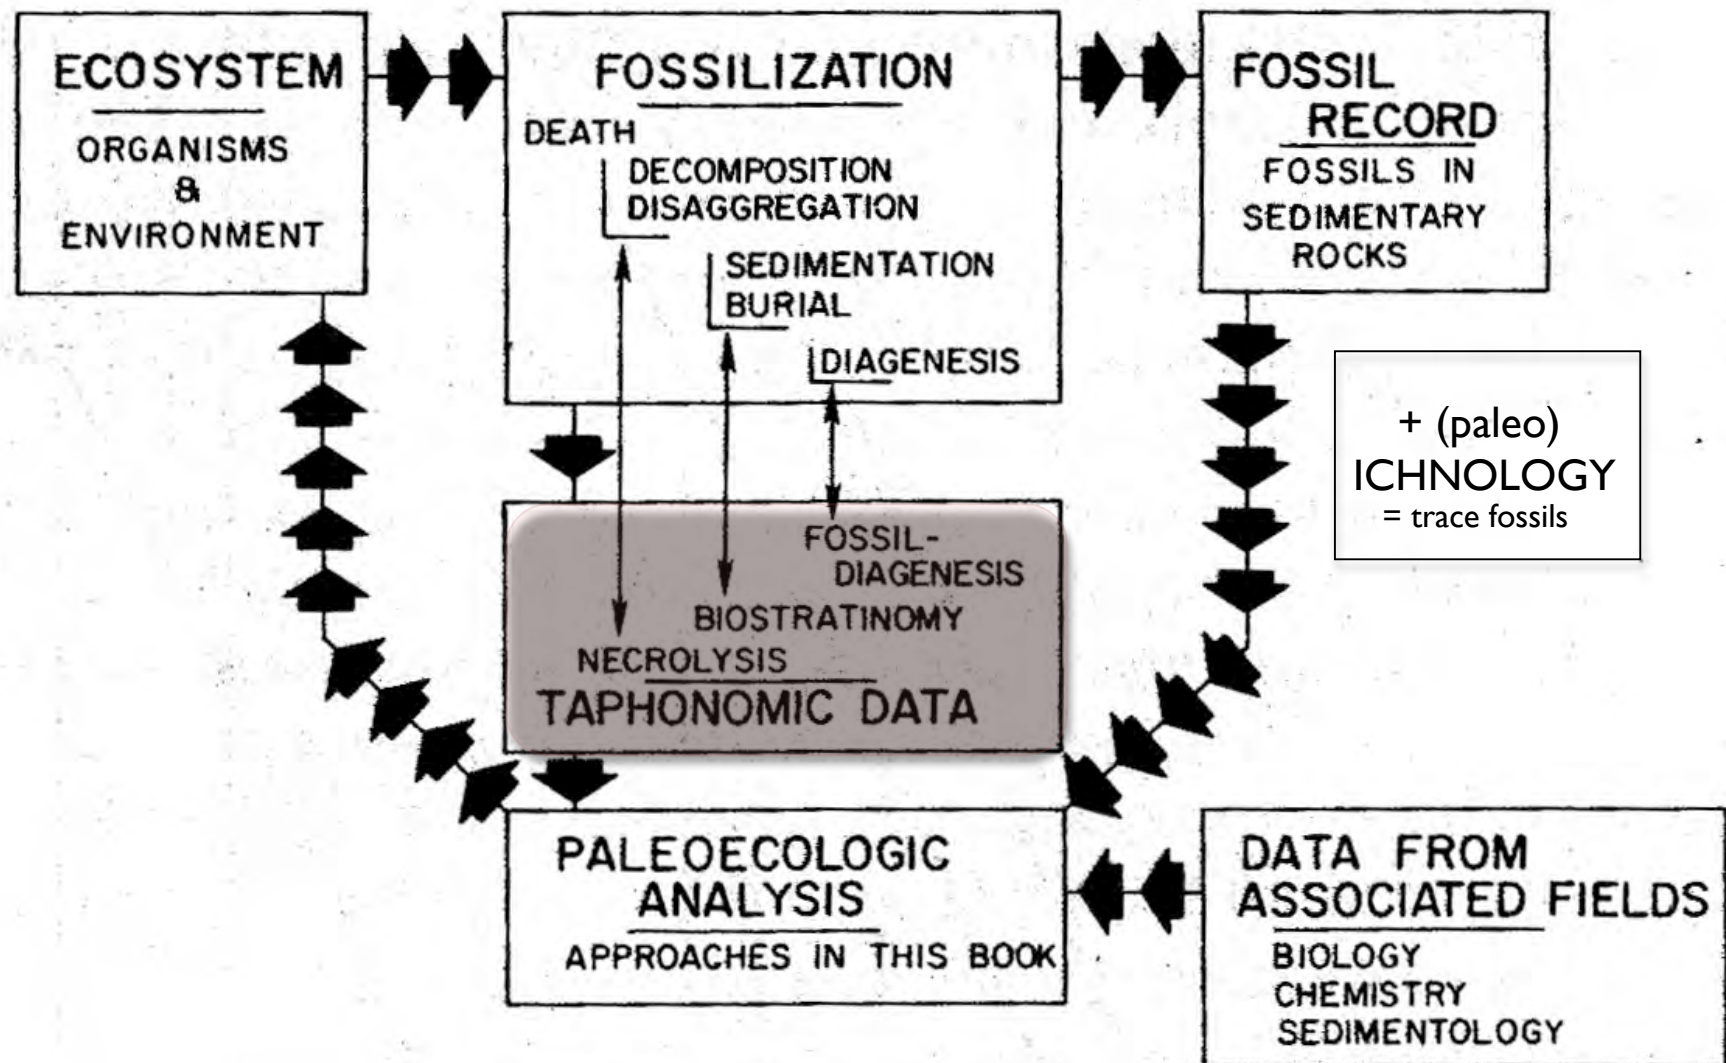 ECOSYSTEM
ORGANISMS
&
ENVIRONMENT
FOSSILIZATION
DEATH
DECOMPOSITION
DISAGGREGATION
SEDIMENTATION
BURIAL
DIAGENESIS
FOSSIL
RECORD
FOSSILS IN
SEDIMENTARY
ROCKS
+ (paleo)
ICHNOLOGY
= trace fossils
FOSSIL-
DIAGENESIS
BIOSTRATINOMY
NECROLYSIS
TAPHONOMIC DATA
PALEOECOLOGIC
ANALYSIS
APPROACHES IN THIS BOOK
DATA FROM
ASSOCIATED FIELDS
BIOLOGY
CHEMISTRY
SEDIMENTOLOGY